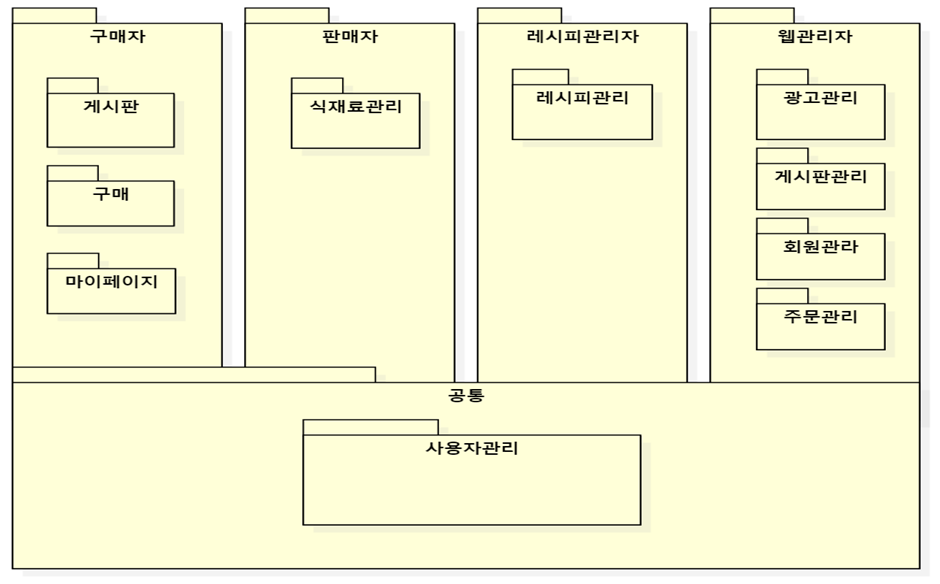 구매자
게시판
구매
마이페이지
판매자
식재료관리
레시피관리자
레시피관리
웹관리자
광고관리
게시판관리
회원관라
주문관리
공통
사용자관리